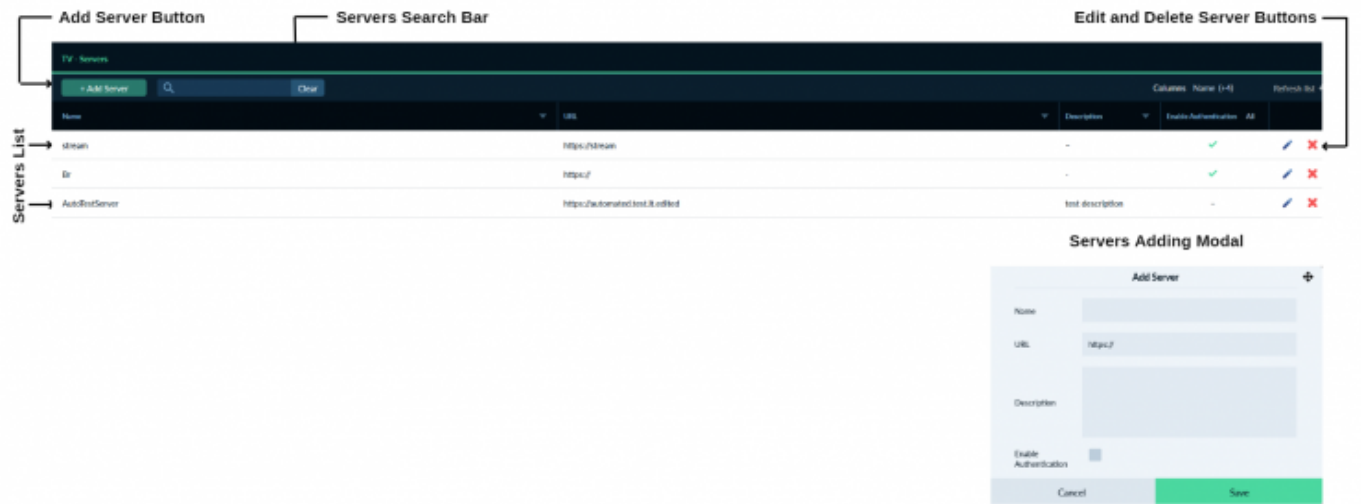 Add Server Button
Servers Search Bar
Edit and Delete Server Buttons
TV - Servers
+ Add Server
Clear
Columns Name (+4)
Refresh list
Name
URL
Description
Enable Authentication All
Servers List
stream https://stream -
Br https:// -
AutoTestServer https://automated.test.lt.edited test description -
Servers Adding Modal
Add Server
Name
URL https://
Description
Enable
Authentication
Cancel Save